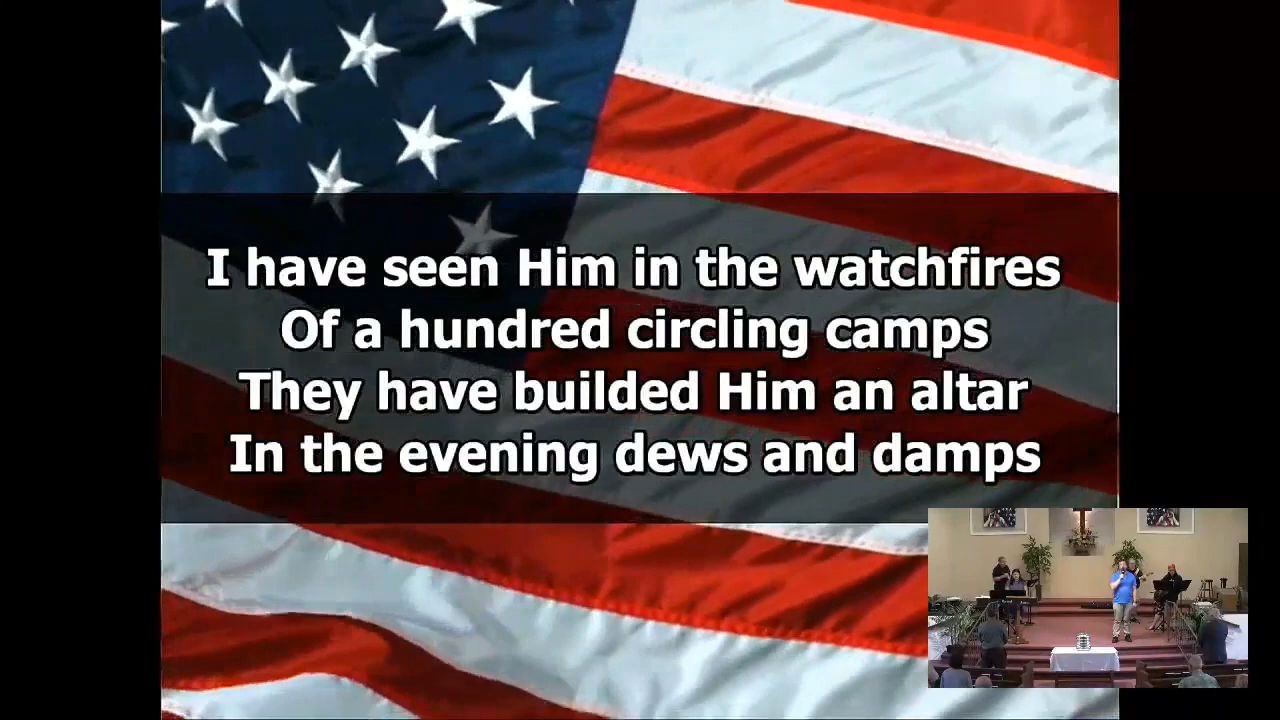 I have seen Him in the watchfires
Of a hundred circling camps
They have builded Him an altar
In the evening dews and damps